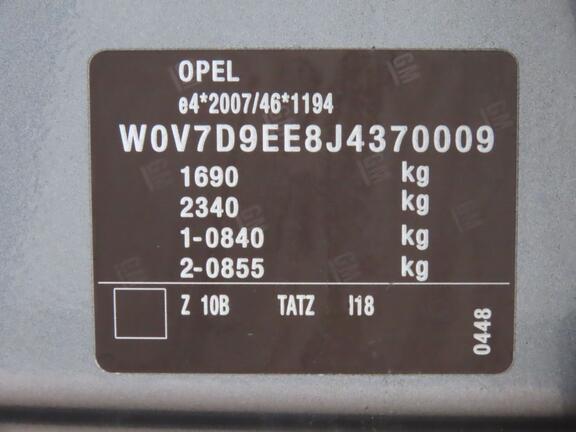 OPEL
e4*2007/46*1194
W0V7D9EE8J4370009
1690 kg
2340 kg
1-0840 kg
2-0855 kg
Z 10B TATZ I18
0448